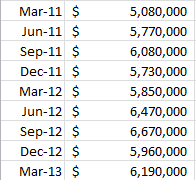 Mar-11 $ 5,080,000
Jun-11 $ 5,770,000
Sep-11 $ 6,080,000
Dec-11 $ 5,730,000
Mar-12 $ 5,850,000
Jun-12 $ 6,470,000
Sep-12 $ 6,670,000
Dec-12 $ 5,960,000
Mar-13 $ 6,190,000